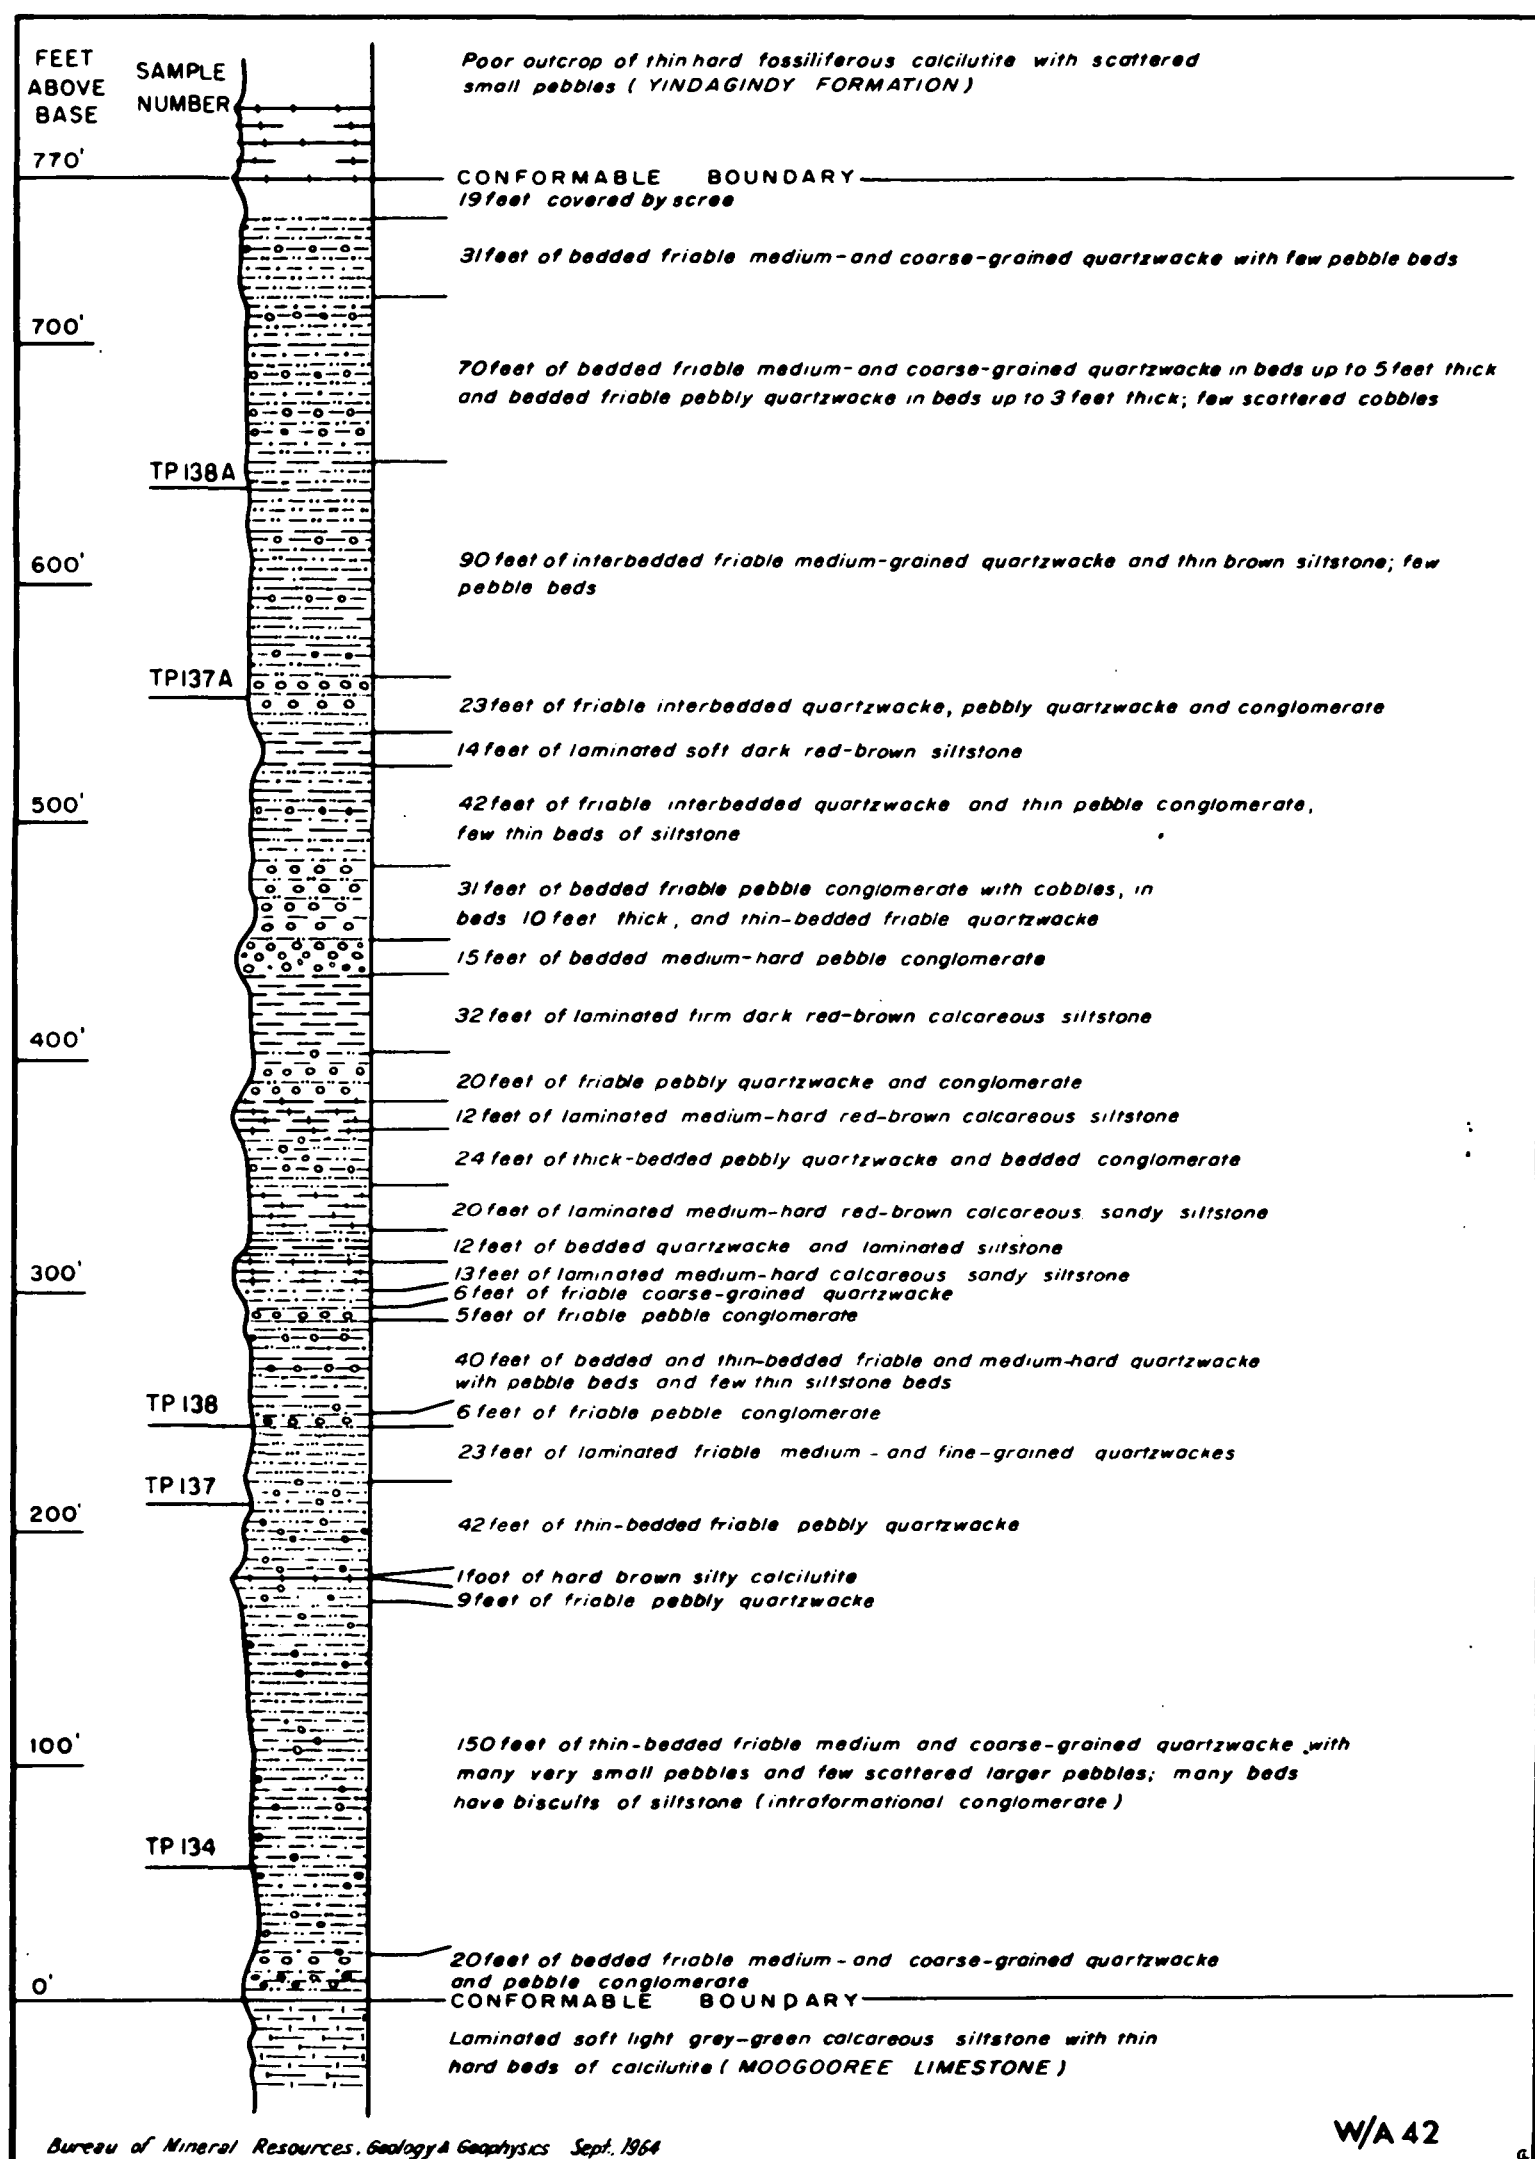 FEET
ABOVE
BASE
SAMPLE
NUMBER
Poor outcrop of thin hard fossiliferous calcilutite with scattered
small pebbles ( YINDAGINDY FORMATION )
770'
CONFORMABLE BOUNDARY
19 feet covered by scree
31 feet of bedded friable medium-and coarse-grained quartzwacke with few pebble beds
700'
70 feet of bedded friable medium-and coarse-grained quartzwacke in beds up to 5 feet thick
and bedded friable pebbly quartzwacke in beds up to 3 feet thick; few scattered cobbles
TP138A
600'
90 feet of interbedded friable medium-grained quartzwacke and thin brown siltstone; few
pebble beds
TP137A
23 feet of friable interbedded quartzwacke, pebbly quartzwacke and conglomerate
14 feet of laminated soft dark red-brown siltstone
500'
42 feet of friable interbedded quartzwacke and thin pebble conglomerate,
few thin beds of siltstone
31 feet of bedded friable pebble conglomerate with cobbles, in
beds 10 feet thick, and thin-bedded friable quartzwacke
15 feet of bedded medium-hard pebble conglomerate
32 feet of laminated firm dark red-brown calcareous siltstone
400'
20 feet of friable pebbly quartzwacke and conglomerate
12 feet of laminated medium-hard red-brown calcareous siltstone
24 feet of thick-bedded pebbly quartzwacke and bedded conglomerate
20 feet of laminated medium-hard red-brown calcareous sandy siltstone
12 feet of bedded quartzwacke and laminated siltstone
300'
13 feet of laminated medium-hard calcareous sandy siltstone
6 feet of friable coarse-grained quartzwacke
5 feet of friable pebble conglomerate
40 feet of bedded and thin-bedded friable and medium-hard quartzwacke
with pebble beds and few thin siltstone beds
TP138
6 feet of friable pebble conglomerate
23 feet of laminated friable medium - and fine-grained quartzwackes
TP137
200'
42 feet of thin-bedded friable pebbly quartzwacke
1 foot of hard brown silty calcilutite
9 feet of friable pebbly quartzwacke
100'
150 feet of thin-bedded friable medium and coarse-grained quartzwacke with
many very small pebbles and few scattered larger pebbles; many beds
have biscuits of siltstone (intraformational conglomerate)
TP134
20 feet of bedded friable medium - and coarse-grained quartzwacke
and pebble conglomerate
0'
CONFORMABLE BOUNDARY
Laminated soft light grey-green calcareous siltstone with thin
hard beds of calcilutite ( MOOGOOREE LIMESTONE )
W/A 42
Bureau of Mineral Resources, Geology & Geophysics Sept. 1964
a